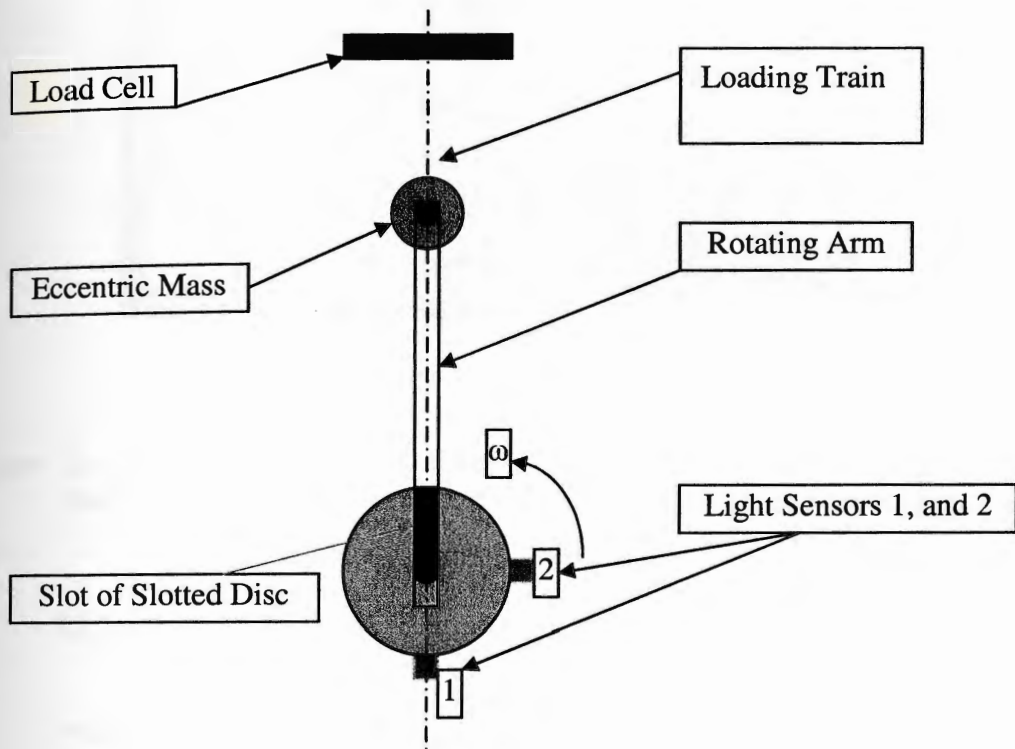 Load Cell
Loading Train
Eccentric Mass
Rotating Arm
ω
Light Sensors 1, and 2
2
Slot of Slotted Disc
1